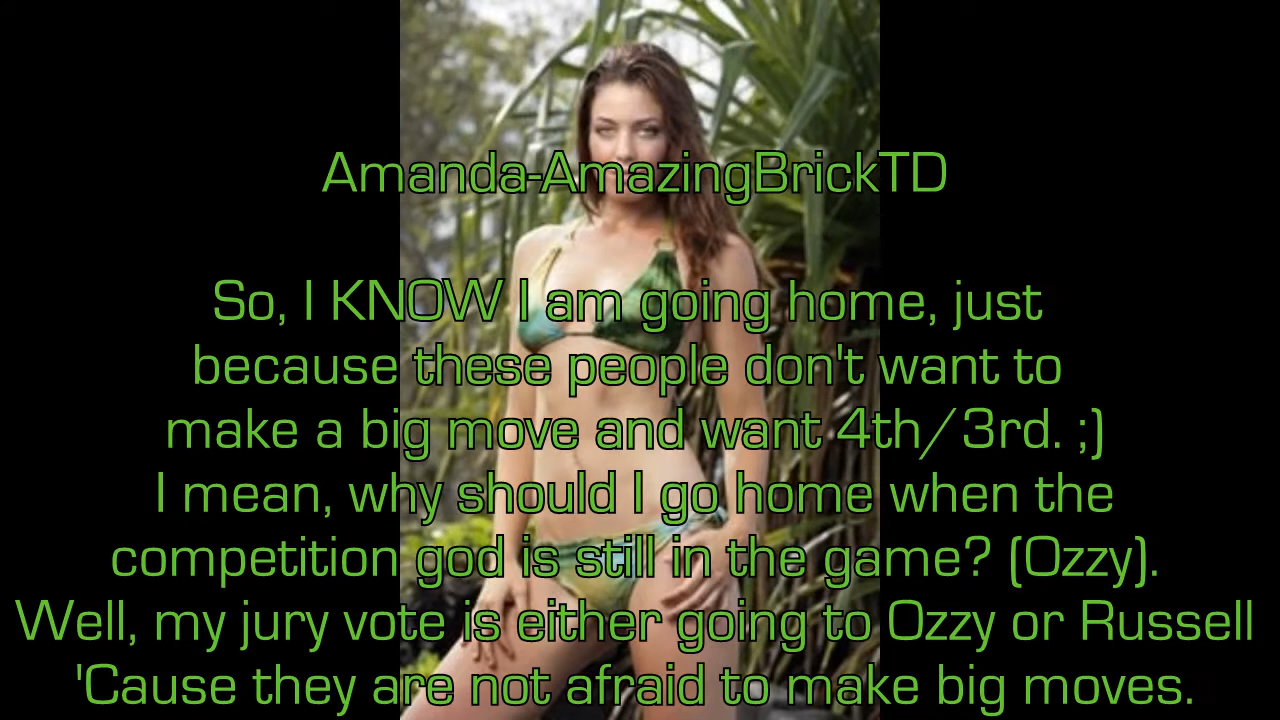 Amanda-AmazingBrickTD
So, I KNOW I am going home, just
because these people don't want to
make a big move and want 4th/3rd. ;)
I mean, why should I go home when the
competition god is still in the game? (Ozzy).
Well, my jury vote is either going to Ozzy or Russell
'Cause they are not afraid to make big moves.